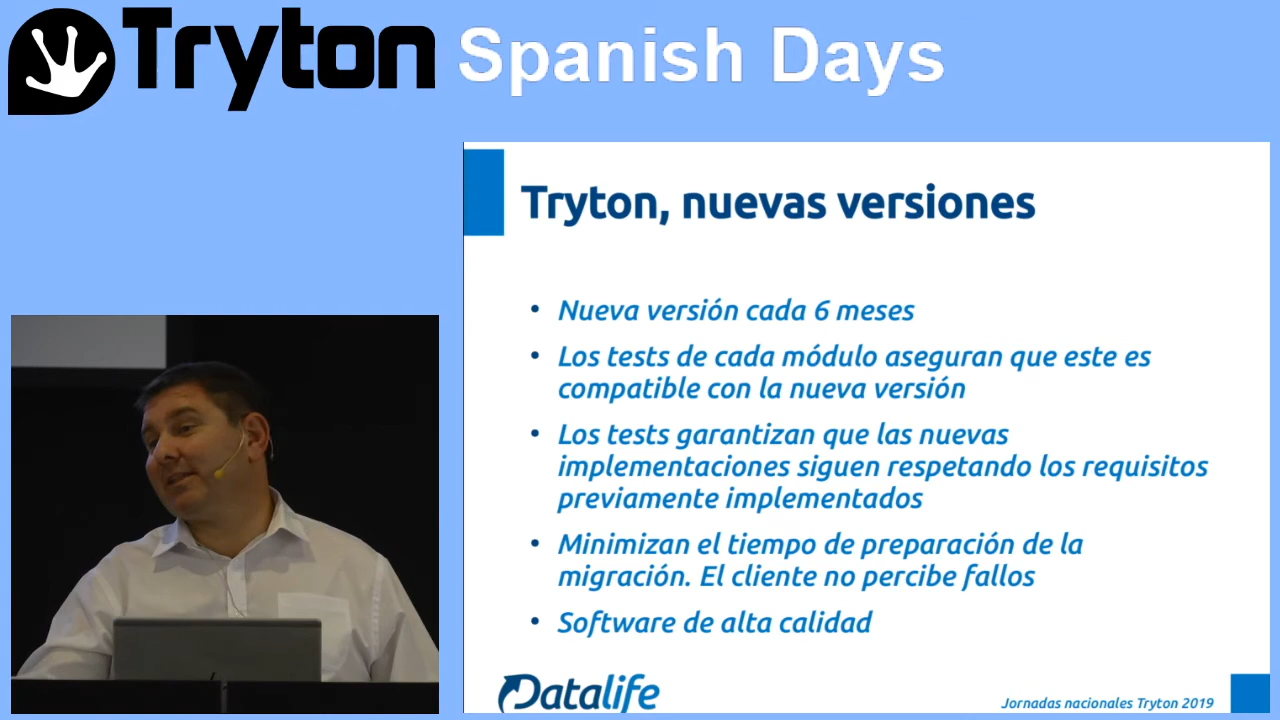 Tryton Spanish Days
Tryton, nuevas versiones
• Nueva versión cada 6 meses
• Los tests de cada módulo aseguran que este es
compatible con la nueva versión
• Los tests garantizan que las nuevas
implementaciones siguen respetando los requisitos
previamente implementados
• Minimizan el tiempo de preparación de la
migración. El cliente no percibe fallos
• Software de alta calidad
Datalife
Jornadas nacionales Tryton 2019